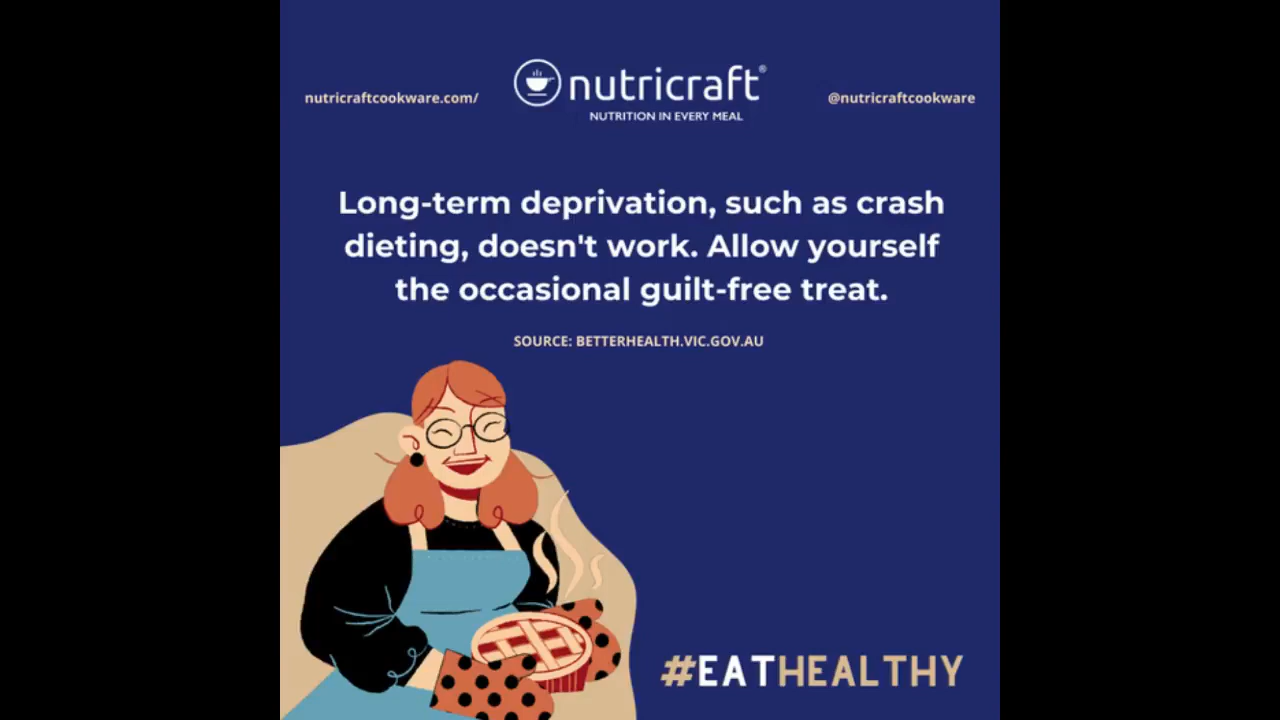 nutricraftcookware.com/
nutricraft®
NUTRITION IN EVERY MEAL
@nutricraftcookware
Long-term deprivation, such as crash
dieting, doesn't work. Allow yourself
the occasional guilt-free treat.
SOURCE: BETTERHEALTH.VIC.GOV.AU
#EATHEALTHY